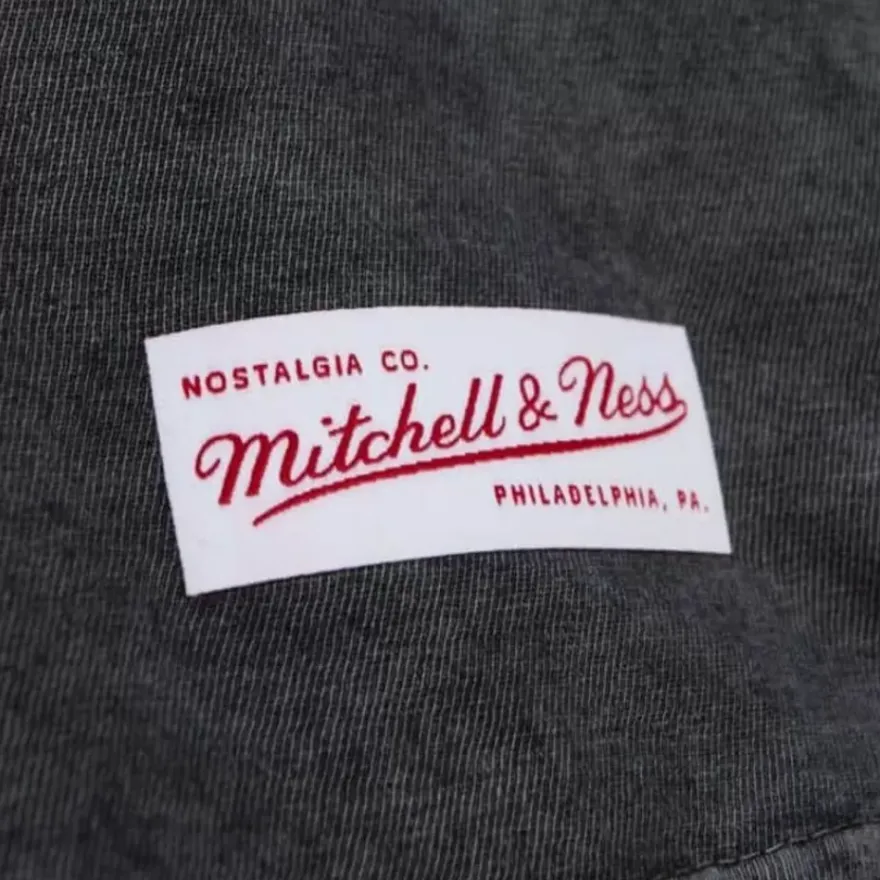 NOSTALGIA CO.
Mitchell & Ness
PHILADELPHIA, PA.